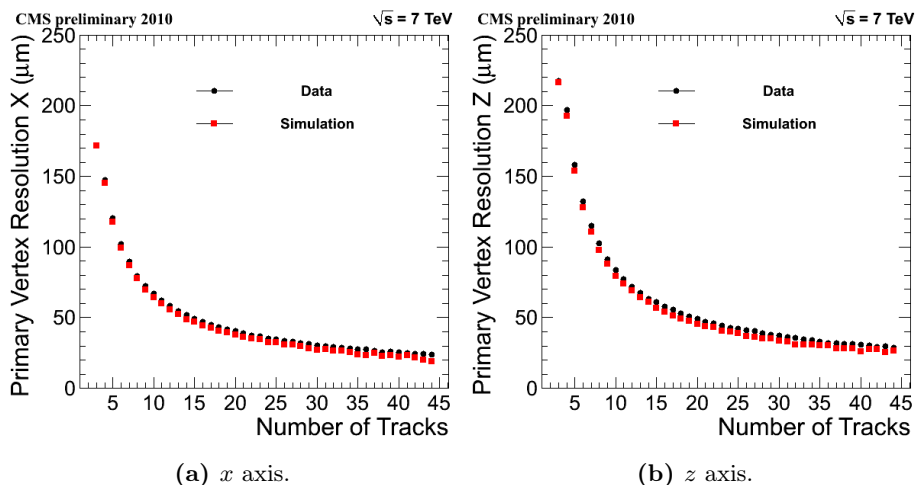 CMS preliminary 2010 √s = 7 TeV
Primary Vertex Resolution X (μm)
250
200
150
100
50
0
Data
Simulation
5 10 15 20 25 30 35 40 45
Number of Tracks
(a) x axis.
CMS preliminary 2010 √s = 7 TeV
Primary Vertex Resolution Z (μm)
250
200
150
100
50
0
Data
Simulation
5 10 15 20 25 30 35 40 45
Number of Tracks
(b) z axis.